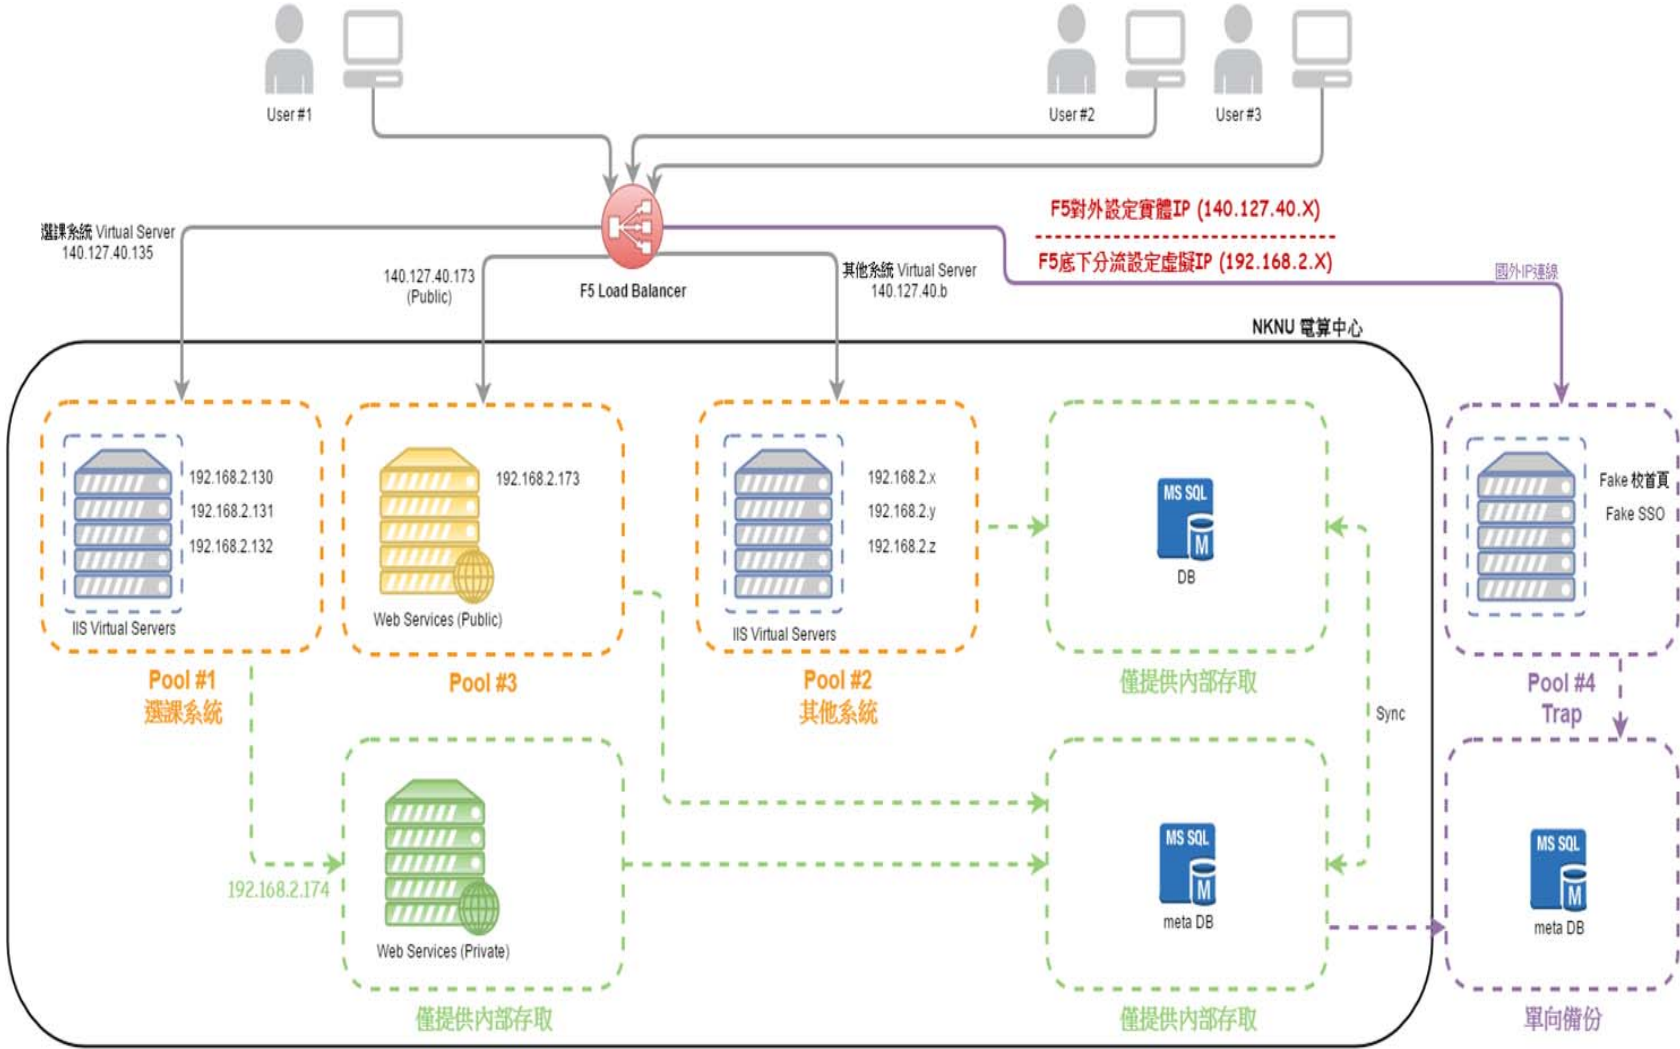 User #1
User #2
User #3
F5對外設定實體IP (140.127.40.X)
F5底下分流設定虛擬IP (192.168.2.X)
選課系統 Virtual Server
140.127.40.135
140.127.40.173
(Public)
F5 Load Balancer
其他系統 Virtual Server
140.127.40.b
國外IP連線
NKNU 電算中心
192.168.2.130
192.168.2.131
192.168.2.132
IIS Virtual Servers
Pool #1
選課系統
192.168.2.173
Web Services (Public)
Pool #3
192.168.2.x
192.168.2.y
192.168.2.z
IIS Virtual Servers
Pool #2
其他系統
MS SQL
M
DB
僅提供內部存取
Fake 校首頁
Fake SSO
Pool #4
Trap
Sync
192.168.2.174
Web Services (Private)
僅提供內部存取
MS SQL
M
meta DB
僅提供內部存取
MS SQL
M
meta DB
單向備份